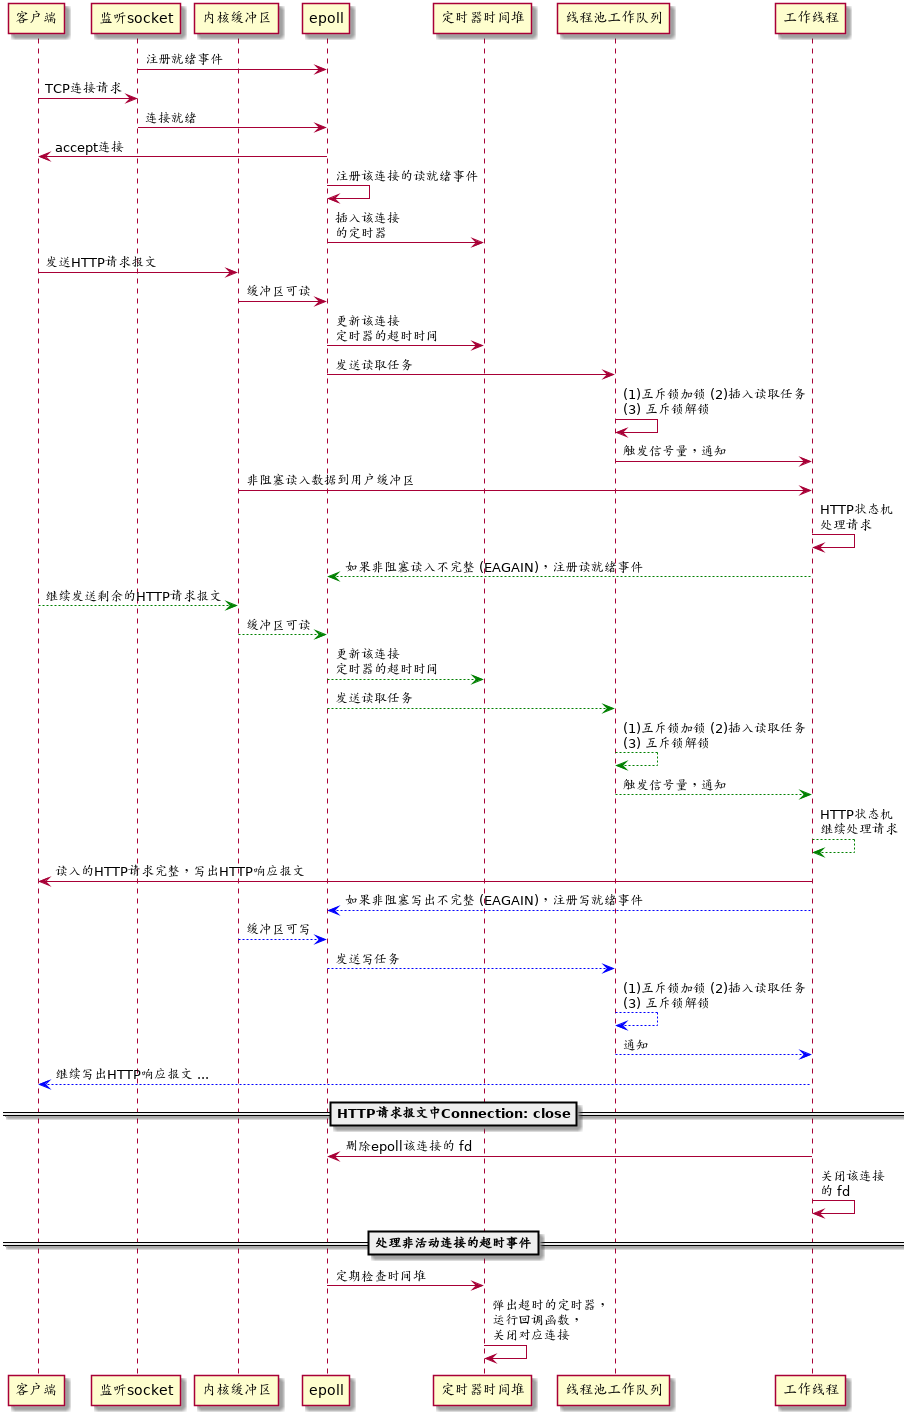 客户端 监听socket 内核缓冲区 epoll 定时器时间堆 线程池工作队列 工作线程
注册就绪事件
TCP连接请求
连接就绪
accept连接
注册该连接的读就绪事件
插入该连接
的定时器
发送HTTP请求报文
缓冲区可读
更新该连接
定时器的超时时间
发送读取任务
(1)互斥锁加锁 (2)插入读取任务
(3) 互斥锁解锁
触发信号量，通知
非阻塞读入数据到用户缓冲区
HTTP状态机
处理请求
如果非阻塞读入不完整 (EAGAIN)，注册读就绪事件
继续发送剩余的HTTP请求报文
缓冲区可读
更新该连接
定时器的超时时间
发送读取任务
(1)互斥锁加锁 (2)插入读取任务
(3) 互斥锁解锁
触发信号量，通知
HTTP状态机
继续处理请求
读入的HTTP请求完整，写出HTTP响应报文
如果非阻塞写出不完整 (EAGAIN)，注册写就绪事件
缓冲区可写
发送写任务
(1)互斥锁加锁 (2)插入读取任务
(3) 互斥锁解锁
通知
继续写出HTTP响应报文 ...
HTTP请求报文中Connection: close
删除epoll该连接的 fd
关闭该连接
的 fd
处理非活动连接的超时事件
定期检查时间堆
弹出超时的定时器，
运行回调函数，
关闭对应连接
客户端 监听socket 内核缓冲区 epoll 定时器时间堆 线程池工作队列 工作线程